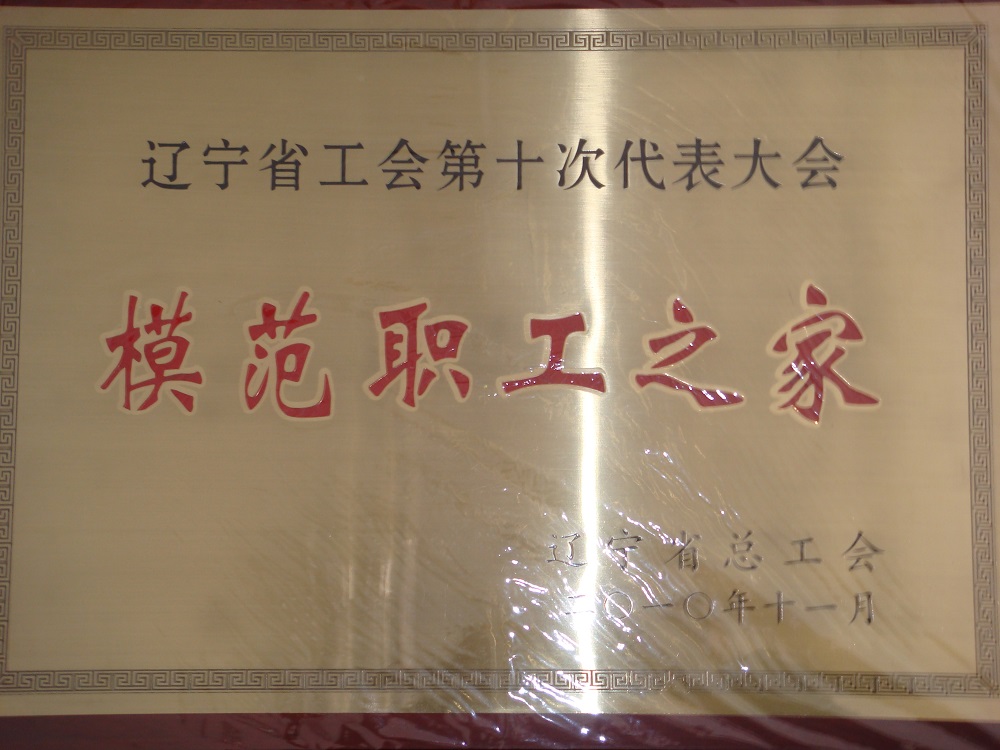 辽宁省工会第十次代表大会
模范职工之家
辽宁省总工会
二〇一〇年十一月